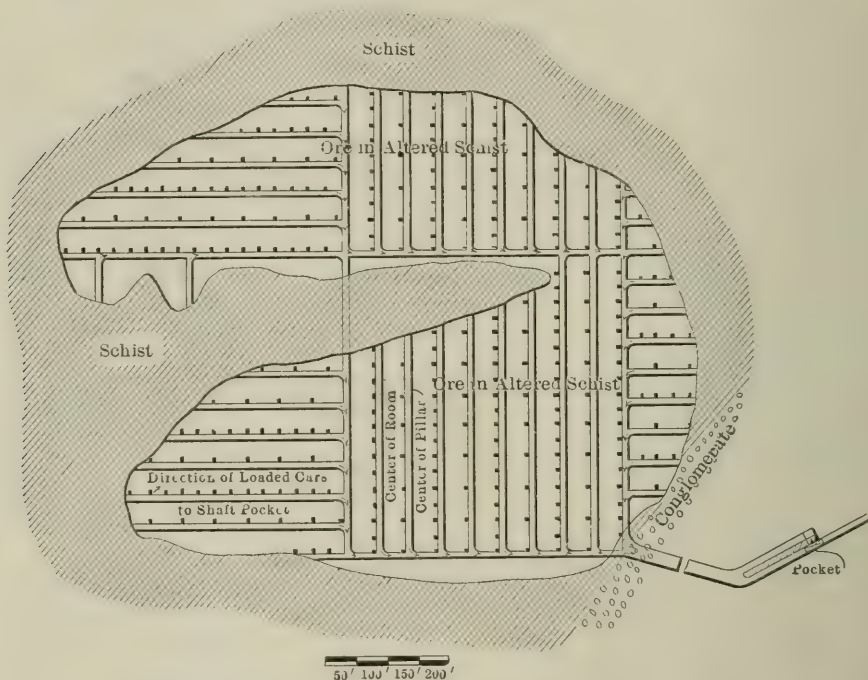 Schist
Ore in Altered Schist
Schist
Ore in Altered Schist
Center of Room
Center of Pillar
Direction of Loaded Cars
to Shaft Pocket
Conglomerate
Pocket
50' 100' 150' 200'